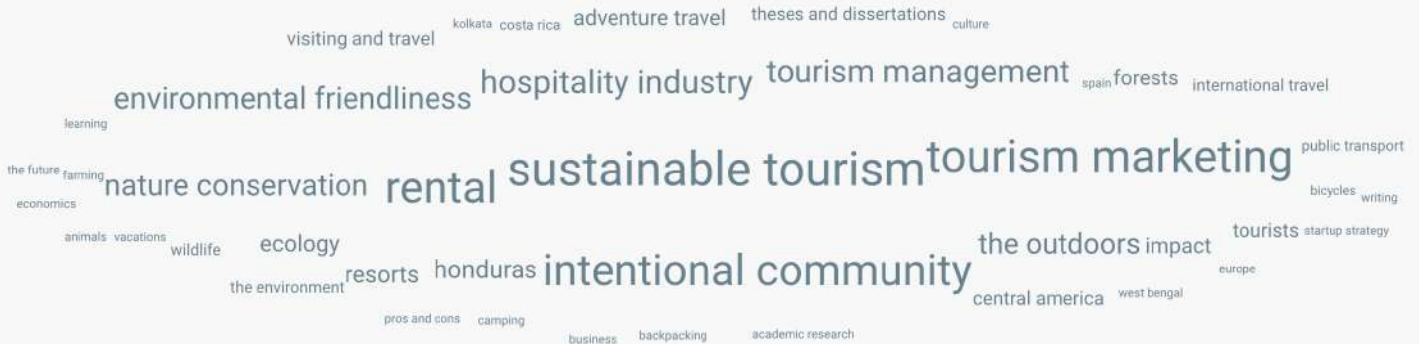 kolkata costa rica adventure travel theses and dissertations culture
visiting and travel
environmental friendliness hospitality industry tourism management spain forests international travel
learning
the future farming nature conservation rental sustainable tourism tourism marketing public transport
economics bicycles writing
animals vacations wildlife ecology the outdoors impact tourists startup strategy
the environment resorts honduras intentional community europe
central america west bengal
pros and cons camping
business backpacking academic research